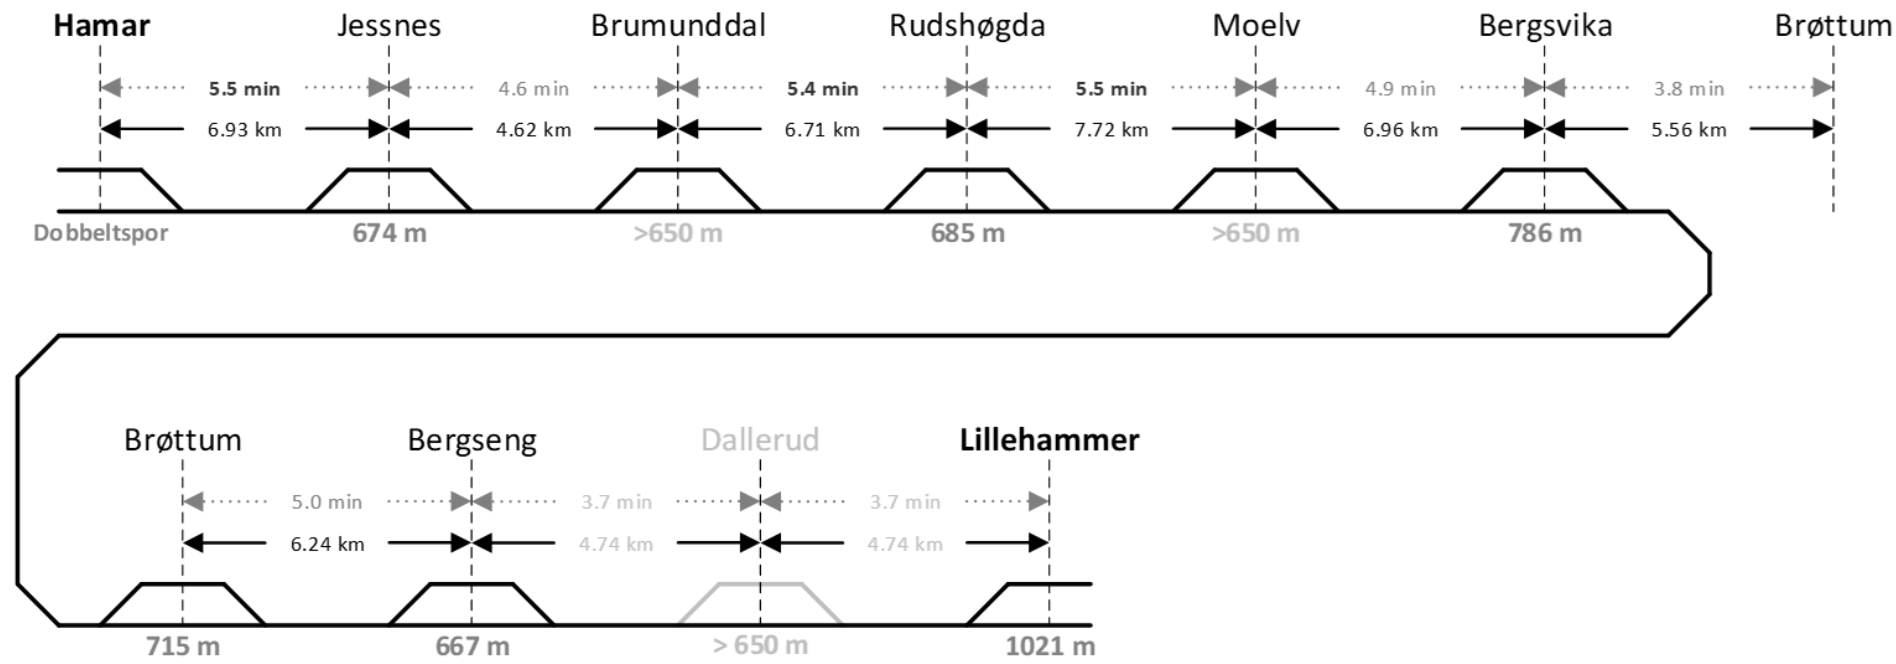 Hamar Jessnes Brumunddal Rudshøgda Moelv Bergsvika Brøttum
5.5 min 4.6 min 5.4 min 5.5 min 4.9 min 3.8 min
6.93 km 4.62 km 6.71 km 7.72 km 6.96 km 5.56 km
Dobbeltspor 674 m >650 m 685 m >650 m 786 m
Brøttum Bergseng Dallerud Lillehammer
5.0 min 3.7 min 3.7 min
6.24 km 4.74 km 4.74 km
715 m 667 m > 650 m 1021 m